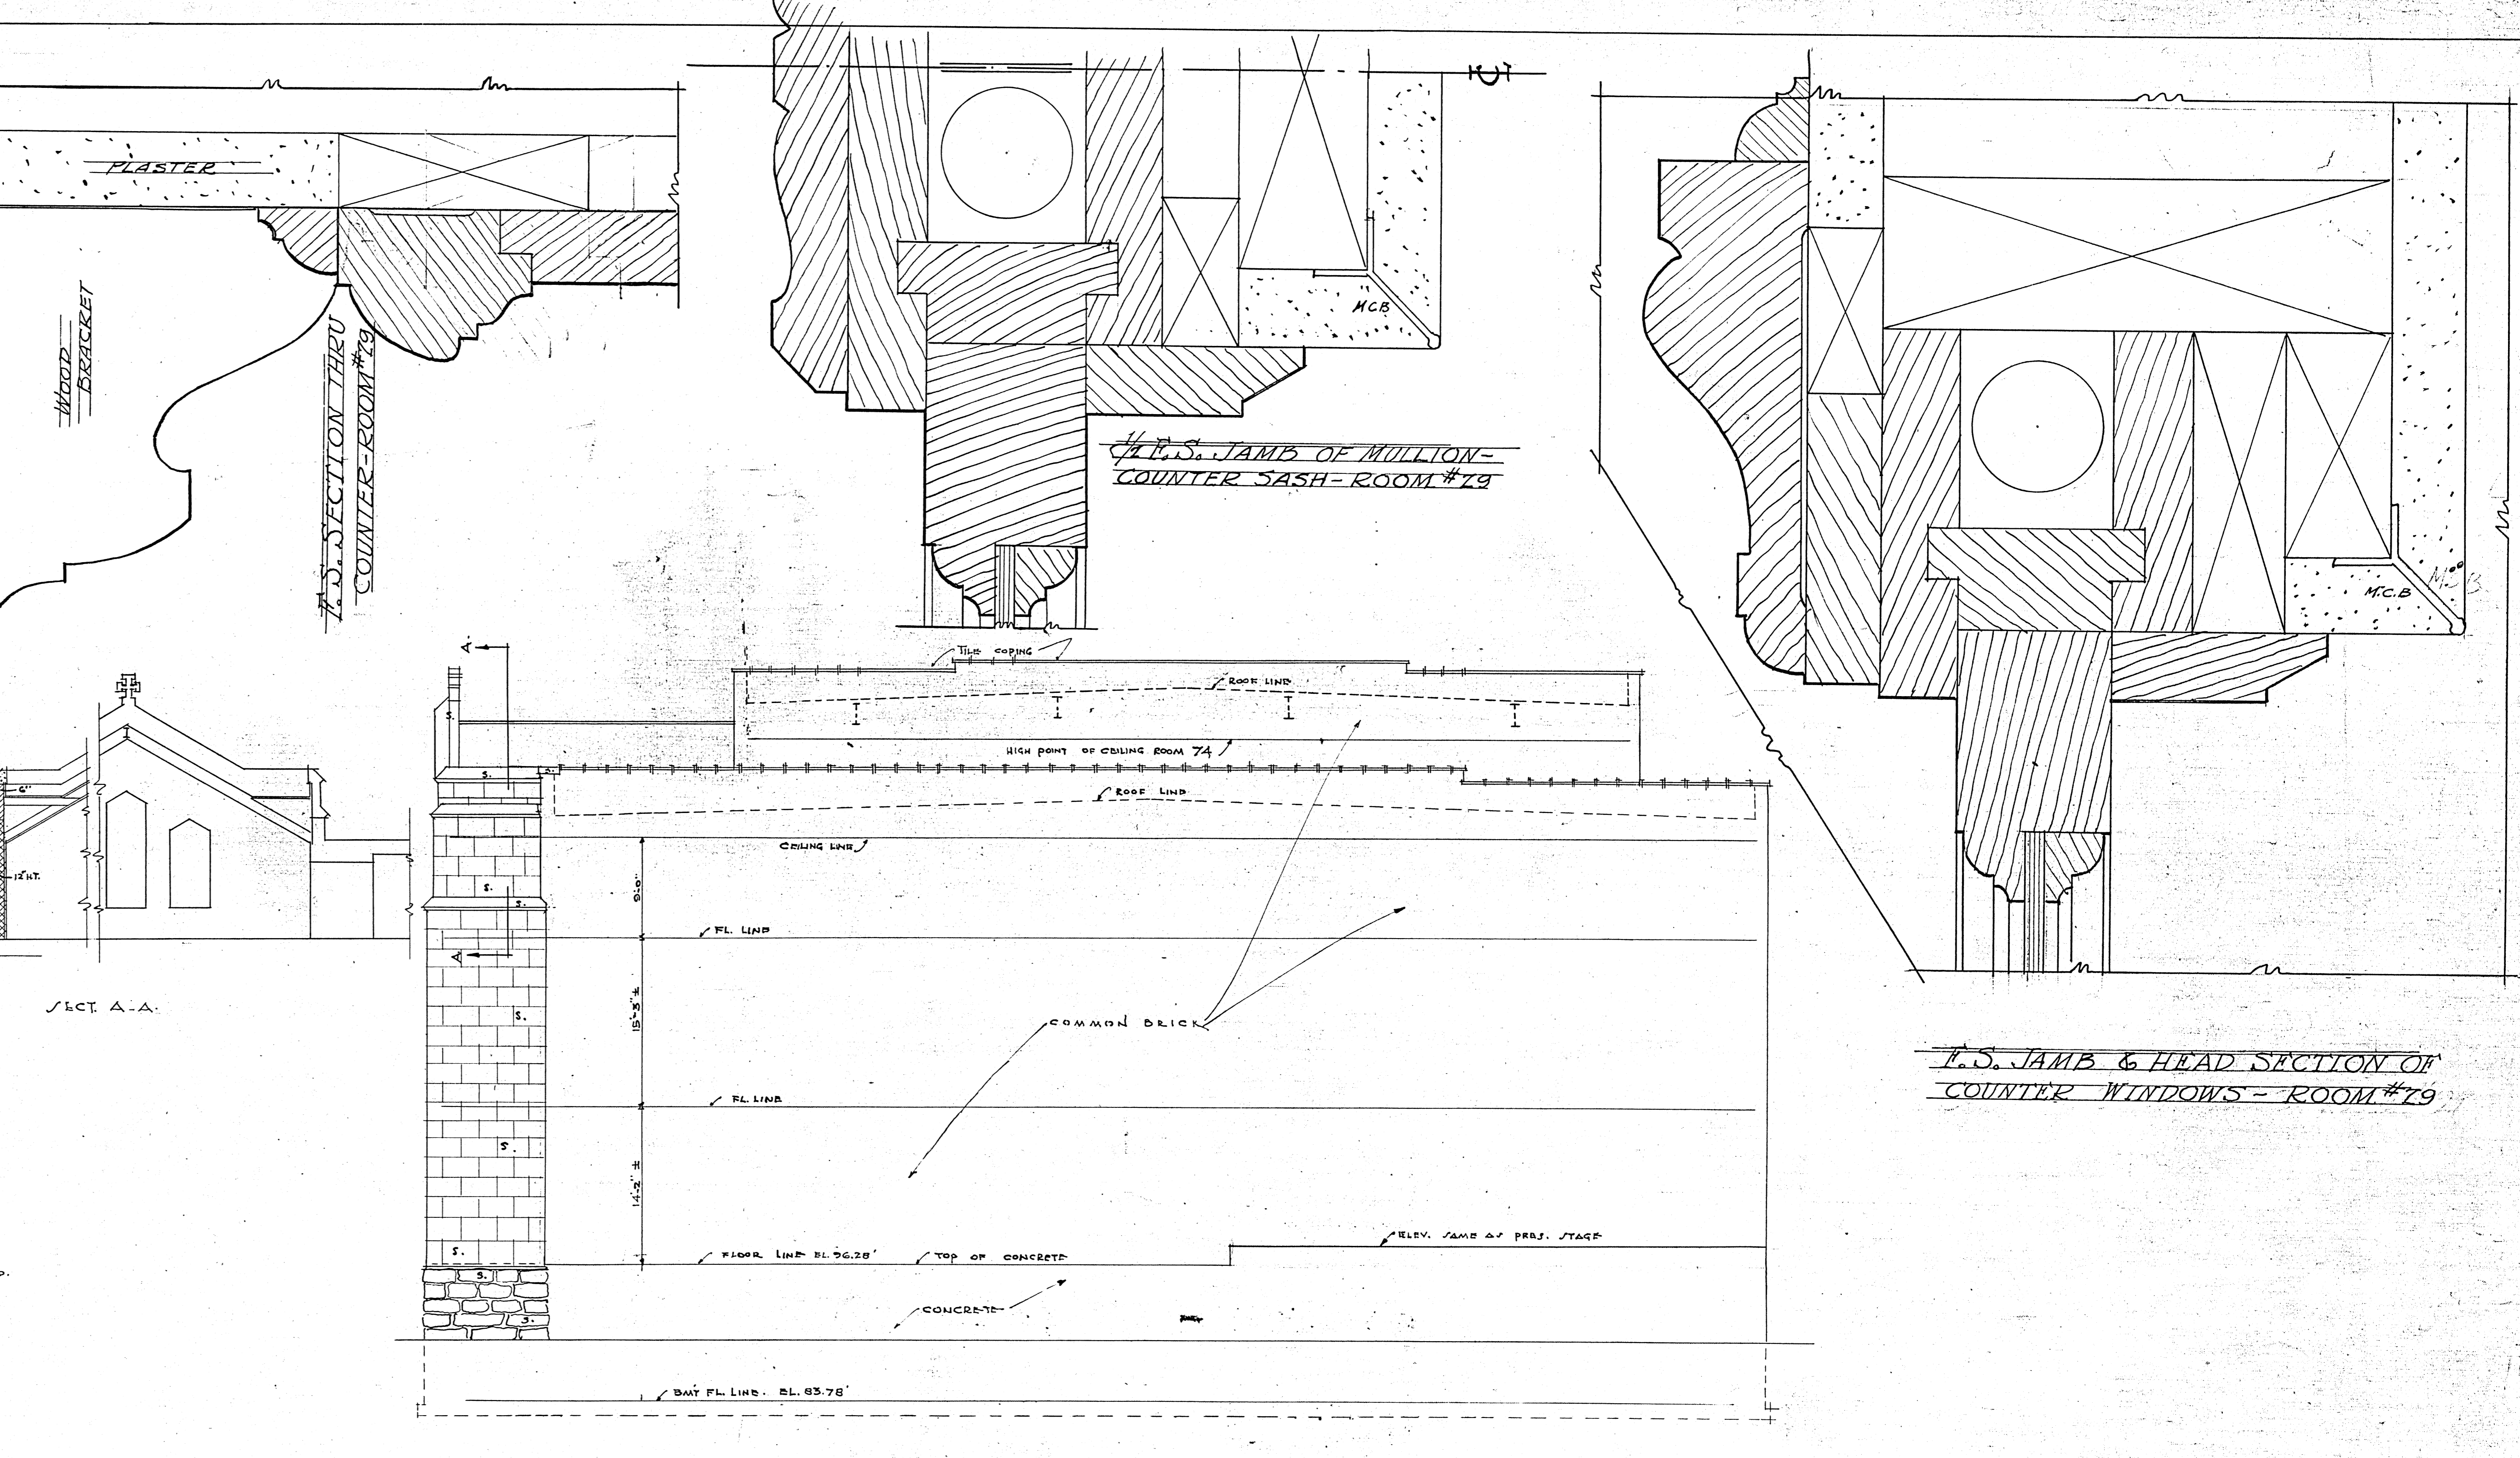 PLASTER
WOOD
BRACKET
F.S. SECTION THRU
COUNTER-ROOM #79
M.C.B
1/2 F.S. JAMB OF MULLION-
COUNTER SASH-ROOM #79
M.C.B
M.C.B
F.S. JAMB & HEAD SECTION OF
COUNTER WINDOWS - ROOM #79
A
TILE COPING
ROOF LINE
S.
HIGH POINT OF CEILING ROOM 74
S.
S.
ROOF LINE
6"
CEILING LINE
12" H.T.
S.
9'-0"
S.
FL. LINE
A
SECT. A-A.
S.
15'-3" ±
COMMON BRICK
FL. LINE
S.
14'-2" ±
ELEV. SAME AS PRES. STAGE
S.
FLOOR LINE EL. 96.28'
TOP OF CONCRETE
S.
CONCRETE
S.
BMT FL. LINE. EL. 83.78'